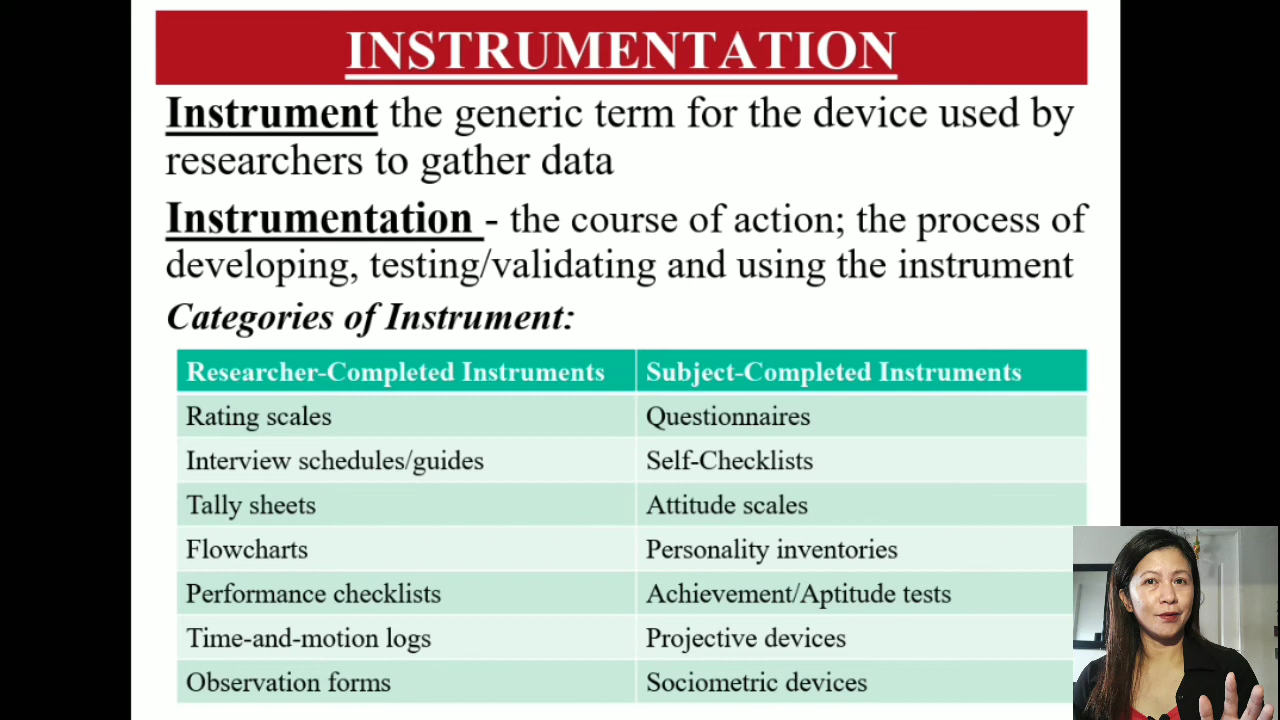 INSTRUMENTATION
Instrument the generic term for the device used by
researchers to gather data
Instrumentation - the course of action; the process of
developing, testing/validating and using the instrument
Categories of Instrument:
Researcher-Completed Instruments Subject-Completed Instruments
Rating scales Questionnaires
Interview schedules/guides Self-Checklists
Tally sheets Attitude scales
Flowcharts Personality inventories
Performance checklists Achievement/Aptitude tests
Time-and-motion logs Projective devices
Observation forms Sociometric devices